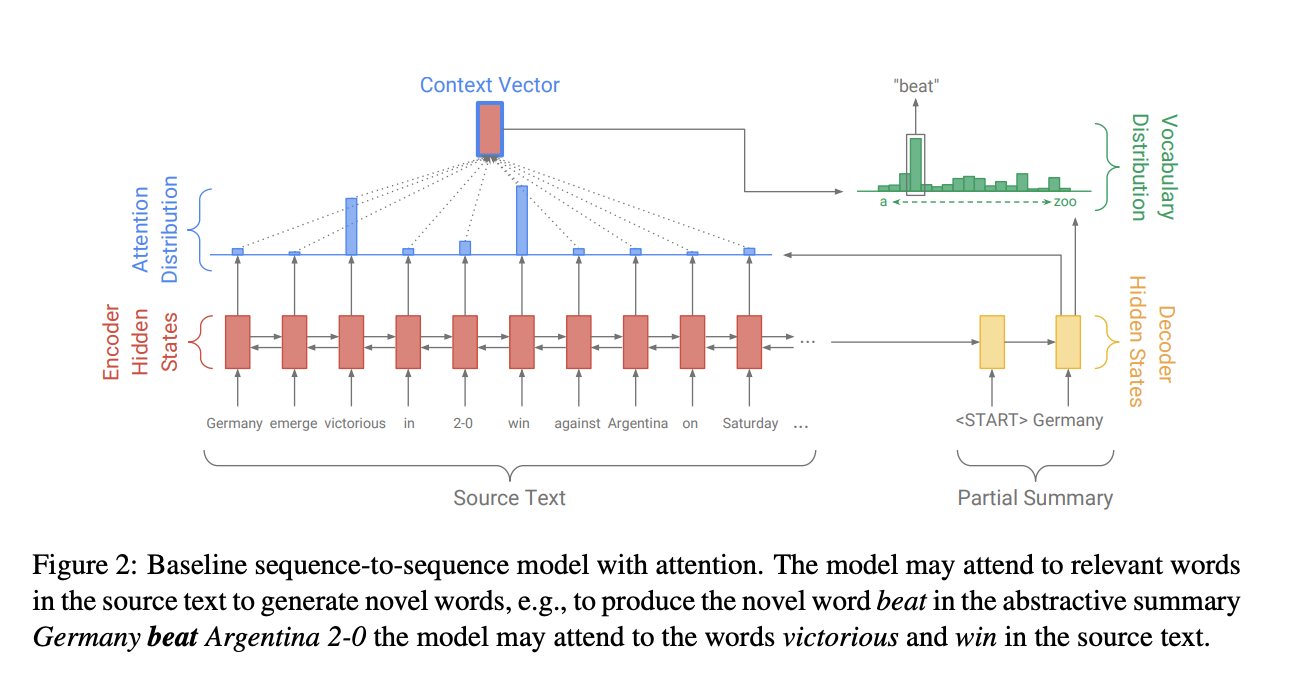 Context Vector
"beat"
Vocabulary
Distribution
a
zoo
Attention
Distribution
Encoder
Hidden
States
...
Decoder
Hidden States
Germany emerge victorious in 2-0 win against Argentina on Saturday ...
<START> Germany
Source Text
Partial Summary
Figure 2: Baseline sequence-to-sequence model with attention. The model may attend to relevant words
in the source text to generate novel words, e.g., to produce the novel word beat in the abstractive summary
Germany beat Argentina 2-0 the model may attend to the words victorious and win in the source text.